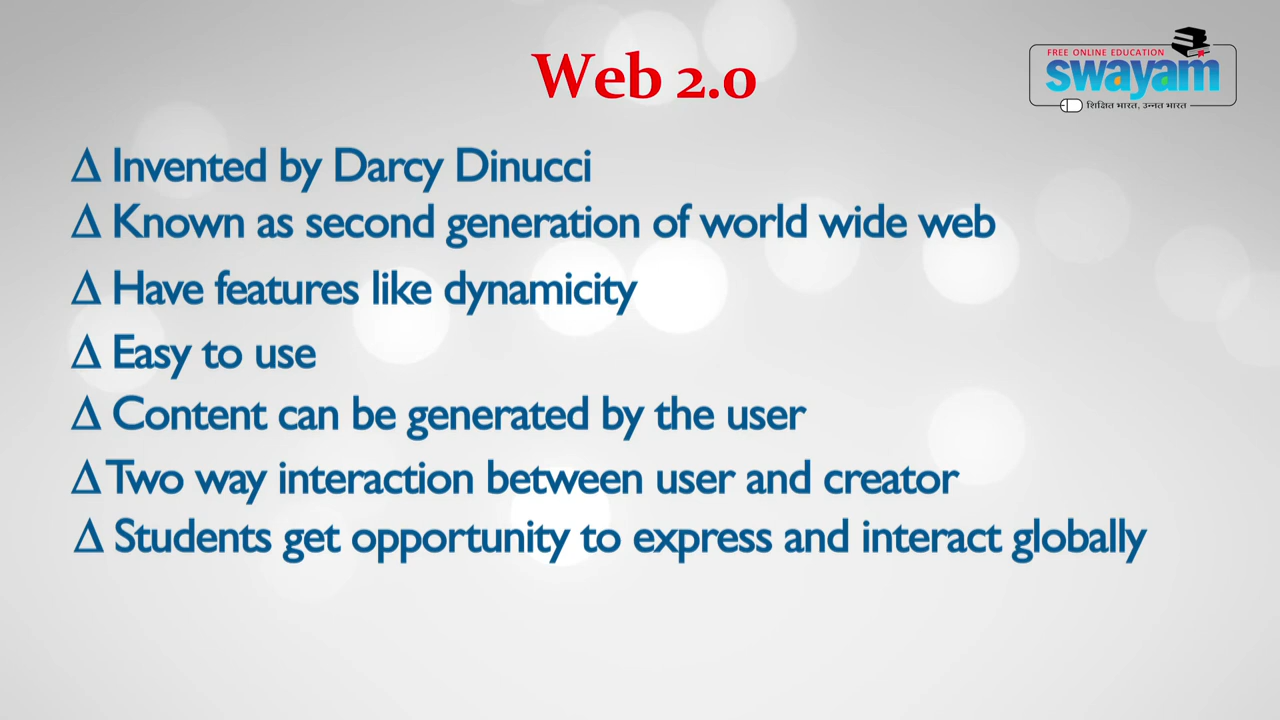 Web 2.0
FREE ONLINE EDUCATION
swayam
शिक्षित भारत, उन्नत भारत
Δ Invented by Darcy Dinucci
Δ Known as second generation of world wide web
Δ Have features like dynamicity
Δ Easy to use
Δ Content can be generated by the user
Δ Two way interaction between user and creator
Δ Students get opportunity to express and interact globally